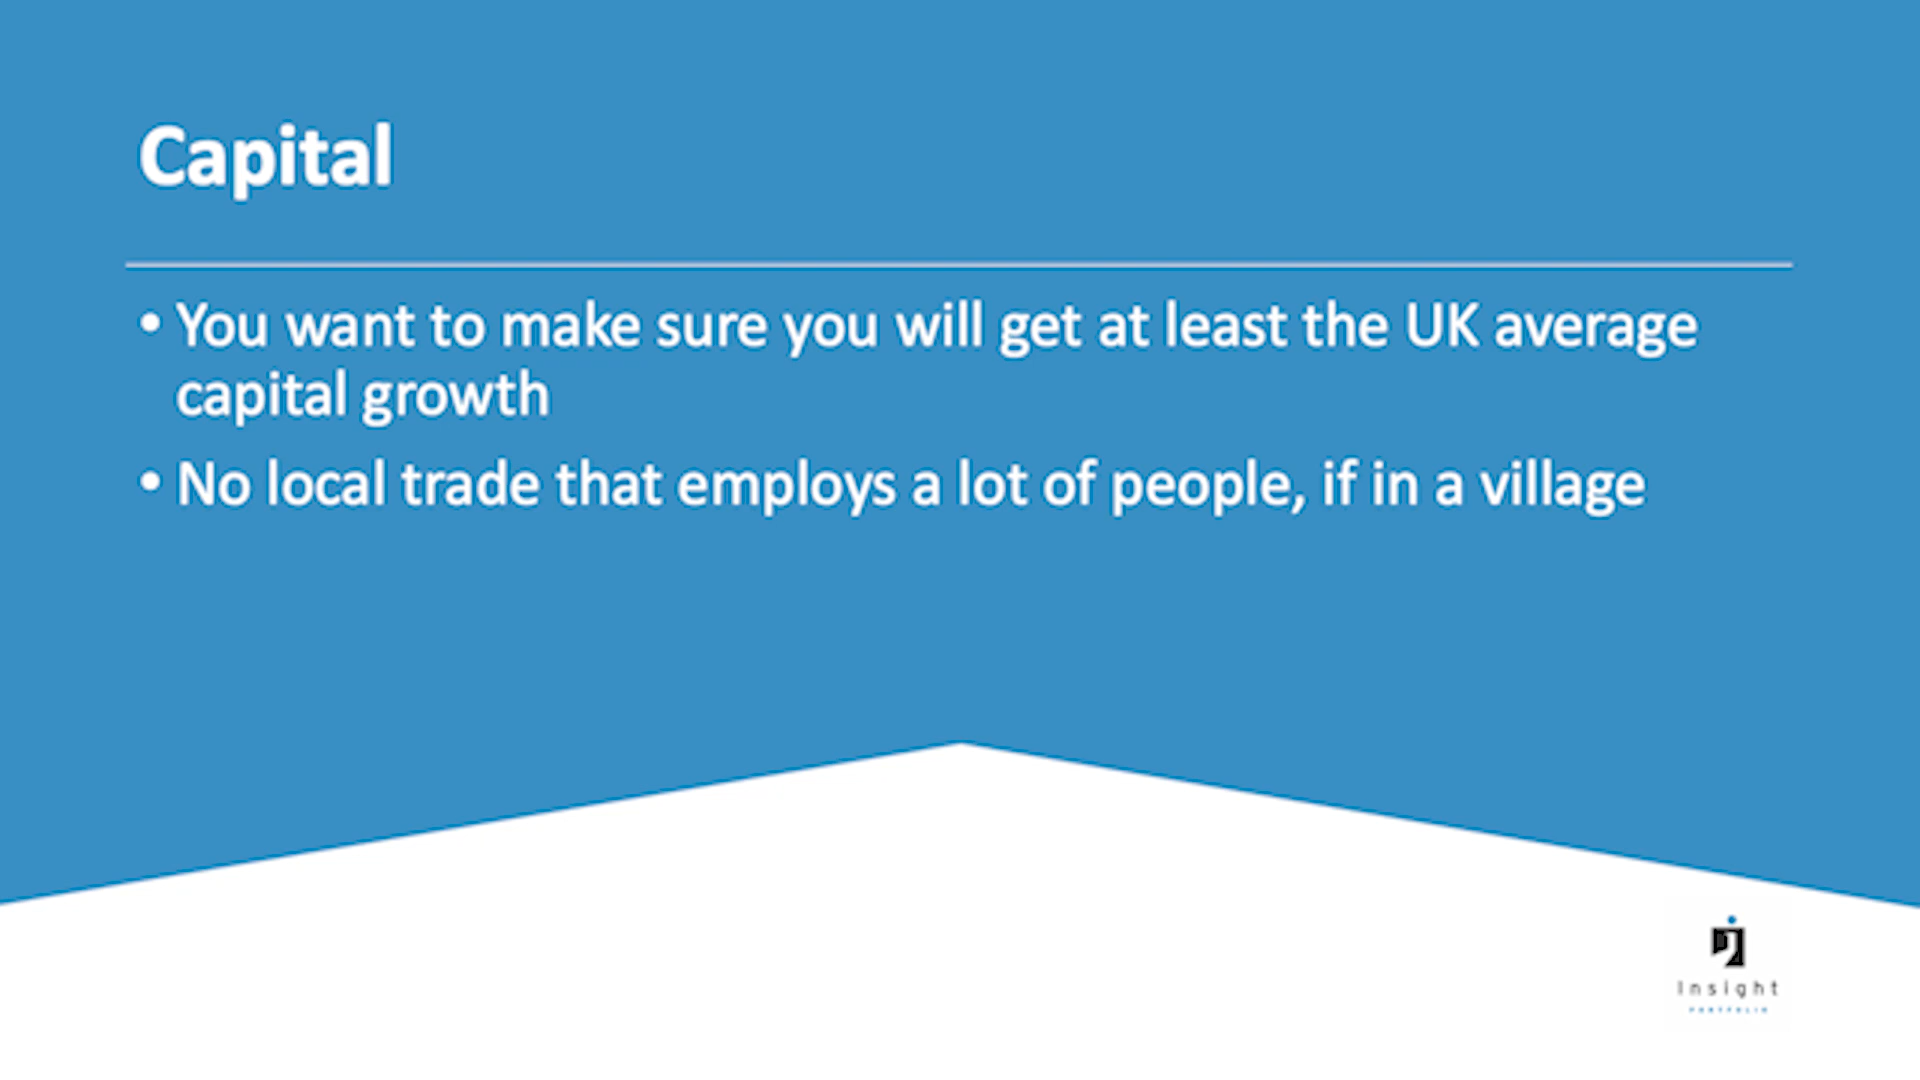 Capital
• You want to make sure you will get at least the UK average
capital growth
• No local trade that employs a lot of people, if in a village
Insight
PORTFOLIO